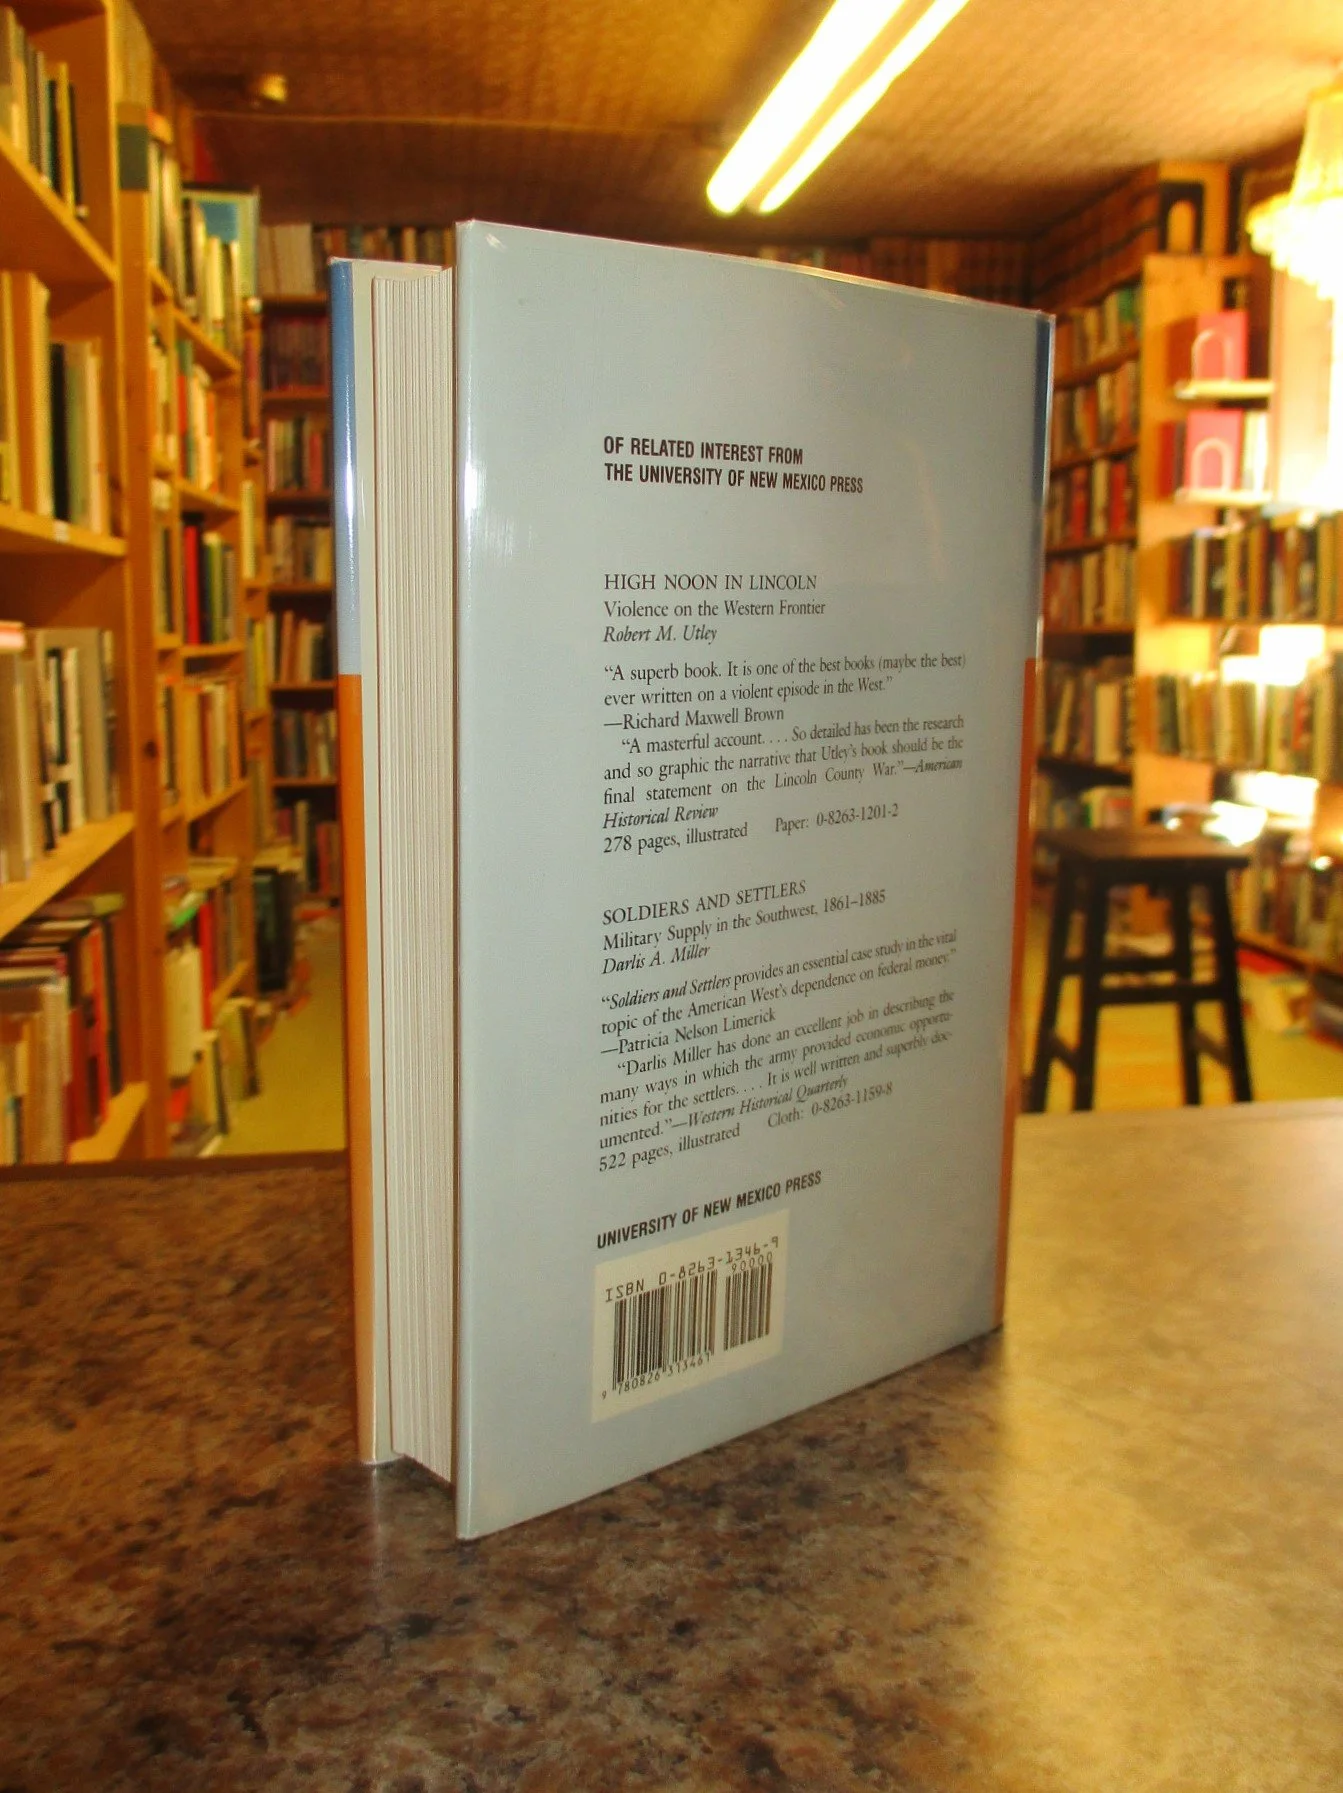 OF RELATED INTEREST FROM
THE UNIVERSITY OF NEW MEXICO PRESS
HIGH NOON IN LINCOLN
Violence on the Western Frontier
Robert M. Utley
“A superb book. It is one of the best books (maybe the best)
ever written on a violent episode in the West.”
—Richard Maxwell Brown
“A masterful account. . . . So detailed has been the research
and so graphic the narrative that Utley’s book should be the
final statement on the Lincoln County War.”—American
Historical Review
278 pages, illustrated Paper: 0-8263-1201-2
SOLDIERS AND SETTLERS
Military Supply in the Southwest, 1861–1885
Darlis A. Miller
“Soldiers and Settlers provides an essential case study in the vital
topic of the American West’s dependence on federal money.”
—Patricia Nelson Limerick
“Darlis Miller has done an excellent job in describing the
many ways in which the army provided economic opportu-
nities for the settlers. . . . It is well written and superbly doc-
umented.”—Western Historical Quarterly
522 pages, illustrated Cloth: 0-8263-1159-8
UNIVERSITY OF NEW MEXICO PRESS
ISBN 0-8263-1346-9
90000
9 780826 313461